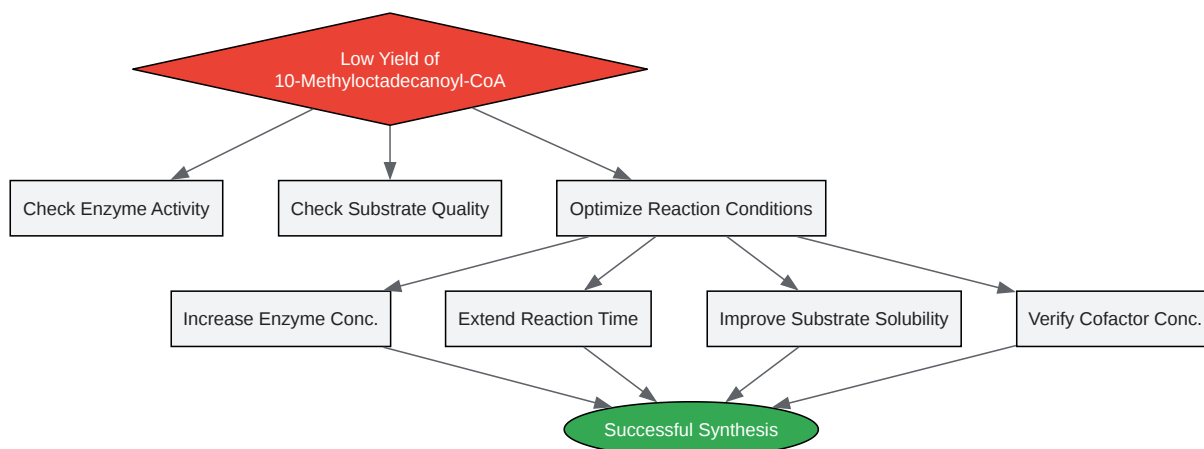 Low Yield of
10-Methyloctadecanoyl-CoA
Check Enzyme Activity
Check Substrate Quality
Optimize Reaction Conditions
Increase Enzyme Conc.
Extend Reaction Time
Improve Substrate Solubility
Verify Cofactor Conc.
Successful Synthesis